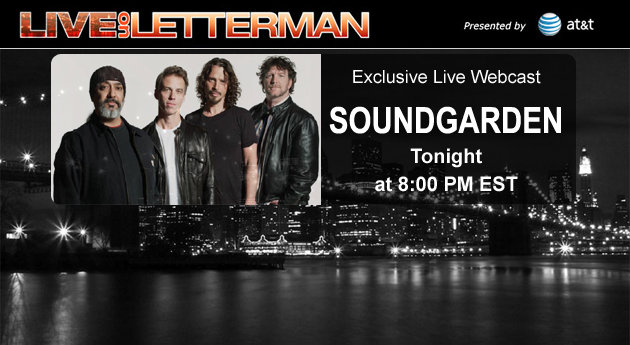 LIVE ON LETTERMAN
Presented by at&t
Exclusive Live Webcast
SOUNDGARDEN
Tonight
at 8:00 PM EST